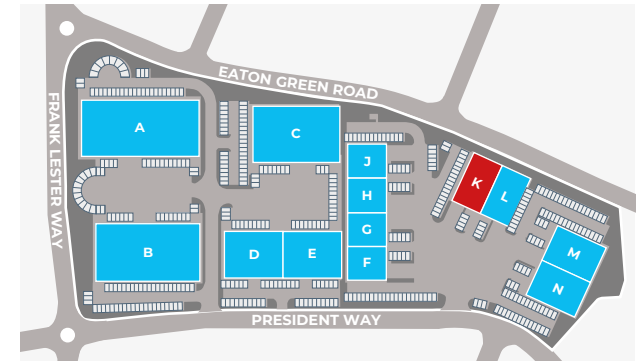 EATON GREEN ROAD
FRANK LESTER WAY
A
C
J
K
L
H
G
F
B
D
E
M
N
PRESIDENT WAY